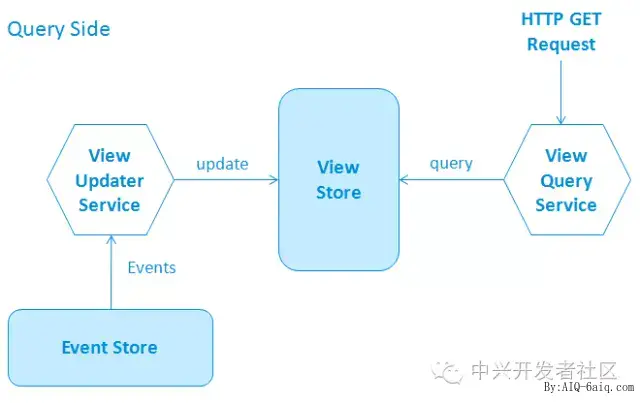 Query Side
HTTP GET
Request
View
Updater
Service
update
View
Store
query
View
Query
Service
Events
Event Store
中兴开发者社区
By:AIQ-6aiq.com